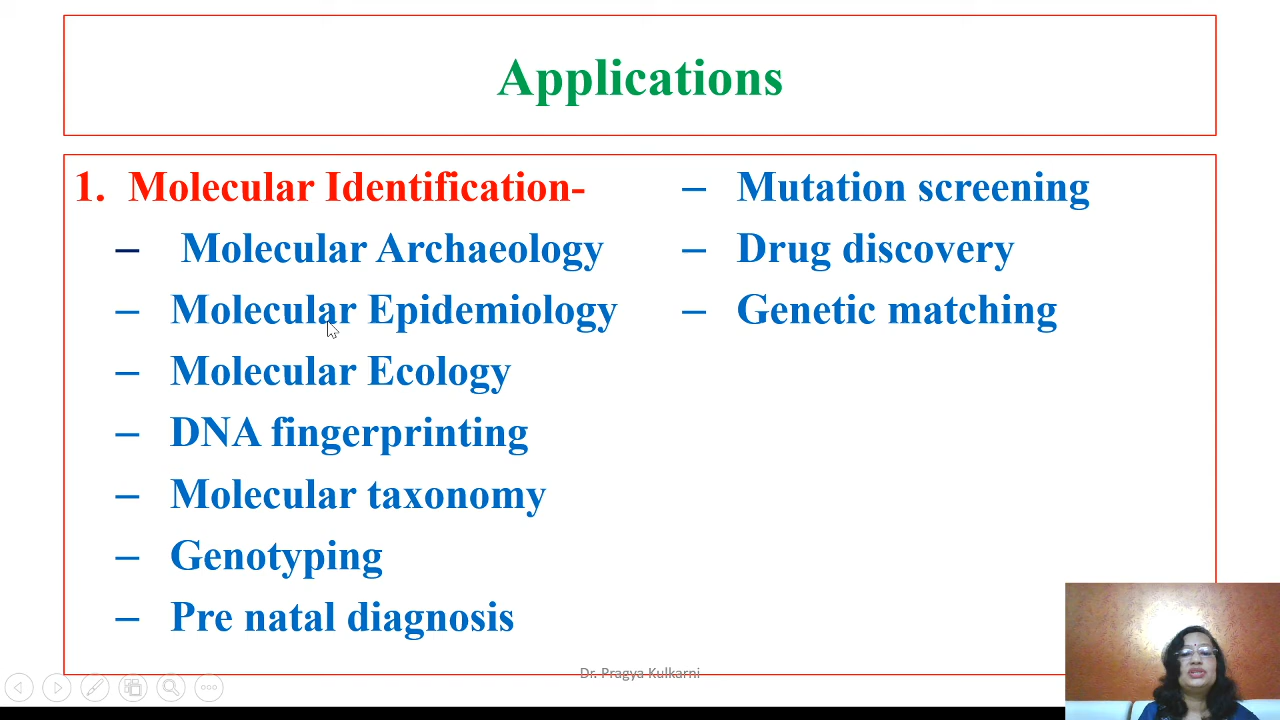 Applications
1. Molecular Identification-
– Molecular Archaeology
– Molecular Epidemiology
– Molecular Ecology
– DNA fingerprinting
– Molecular taxonomy
– Genotyping
– Pre natal diagnosis
– Mutation screening
– Drug discovery
– Genetic matching
Dr. Pragya Kulkarni